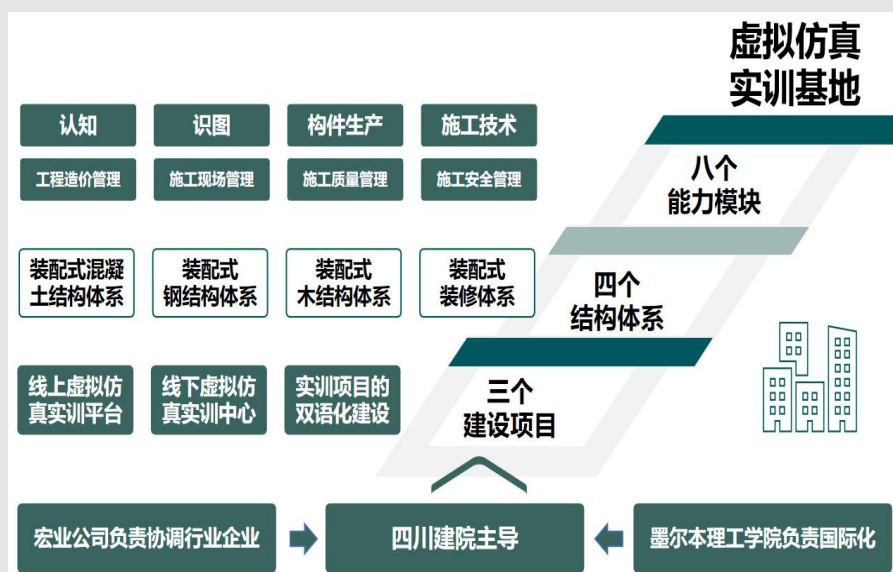 虚拟仿真
实训基地
认知
识图
构件生产
施工技术
工程造价管理
施工现场管理
施工质量管理
施工安全管理
八个
能力模块
装配式混凝
土结构体系
装配式
钢结构体系
装配式
木结构体系
装配式
装修体系
四个
结构体系
线上虚拟仿
真实训平台
线下虚拟仿
真实训中心
实训项目的
双语化建设
三个
建设项目
宏业公司负责协调行业企业
四川建院主导
墨尔本理工学院负责国际化